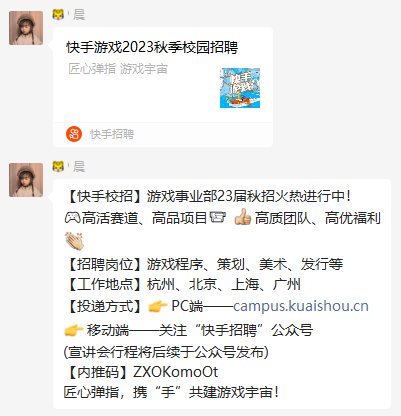 晨
快手游戏2023秋季校园招聘
匠心弹指 游戏宇宙
快手游戏
快手招聘
晨
【快手校招】游戏事业部23届秋招火热进行中！
🎮高活赛道、高品项目🍻 👍高质团队、高优福利
👏
【招聘岗位】游戏程序、策划、美术、发行等
【工作地点】杭州、北京、上海、广州
【投递方式】👉 PC端——campus.kuaishou.cn
👉 移动端——关注“快手招聘”公众号
(宣讲会行程将后续于公众号发布)
【内推码】ZXOKomoOt
匠心弹指，携“手”共建游戏宇宙！